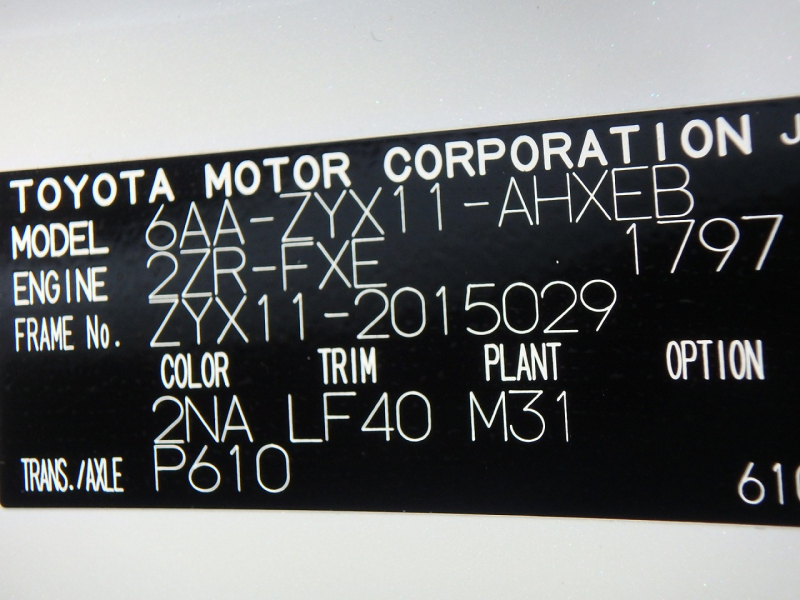 TOYOTA MOTOR CORPORATION J
MODEL 6AA-ZYX11-AHXEB
ENGINE 2ZR-FXE 1797
FRAME No. ZYX11-2015029
COLOR TRIM PLANT OPTION
2NA LF40 M31
TRANS./AXLE P610 610